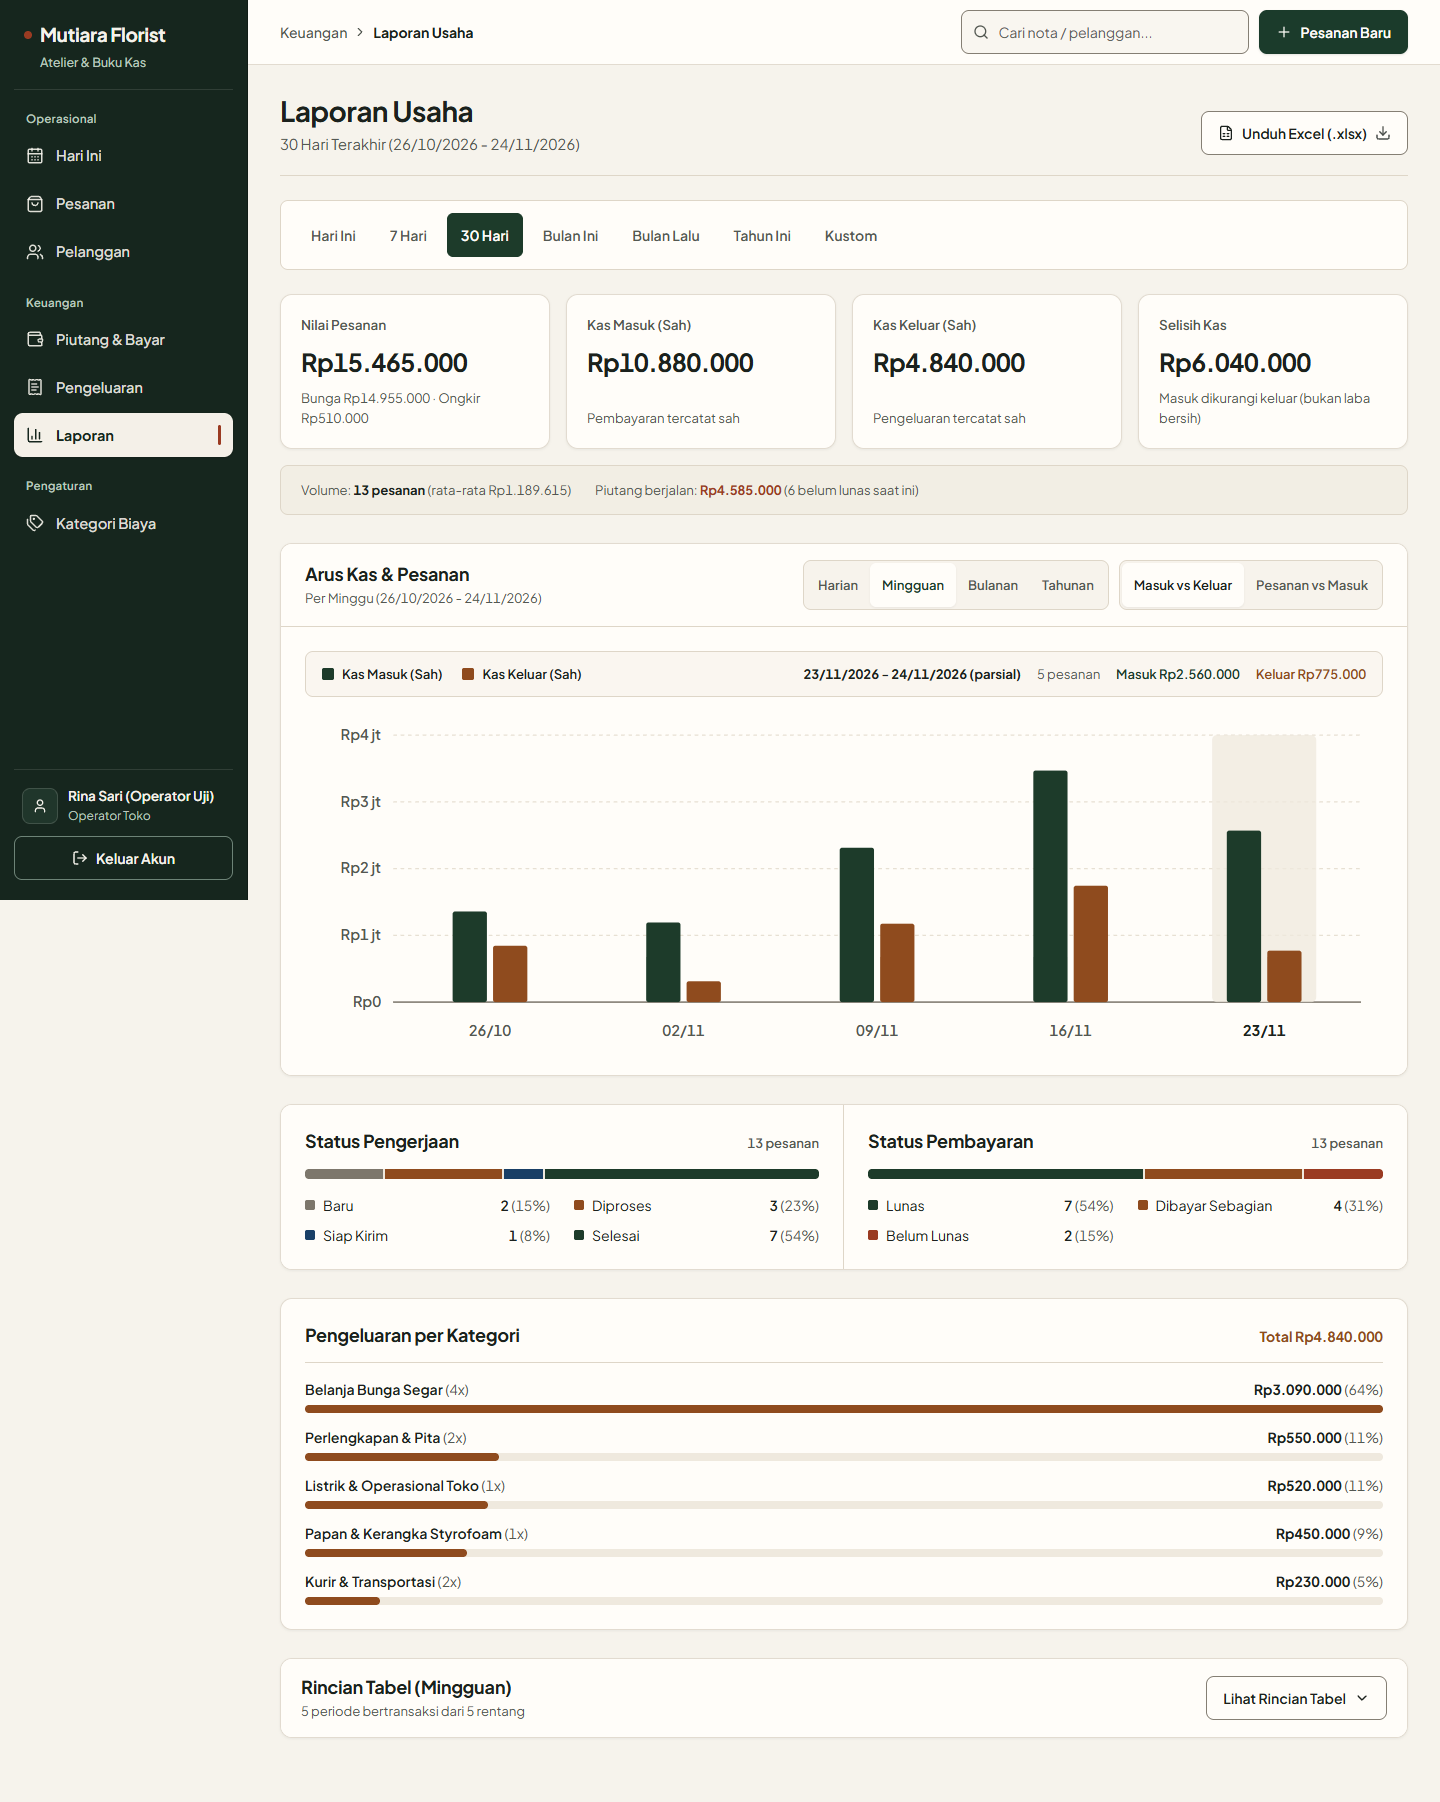 Mutiara Florist
Atelier & Buku Kas
Operasional
Hari Ini
Pesanan
Pelanggan
Keuangan
Piutang & Bayar
Pengeluaran
Laporan
Pengaturan
Kategori Biaya
Rina Sari (Operator Uji)
Operator Toko
Keluar Akun
Keuangan > Laporan Usaha
Cari nota / pelanggan...
Pesanan Baru
Laporan Usaha
30 Hari Terakhir (26/10/2026 - 24/11/2026)
Unduh Excel (.xlsx)
Hari Ini 7 Hari 30 Hari Bulan Ini Bulan Lalu Tahun Ini Kustom
Nilai Pesanan
Rp15.465.000
Bunga Rp14.955.000 · Ongkir
Rp510.000
Kas Masuk (Sah)
Rp10.880.000
Pembayaran tercatat sah
Kas Keluar (Sah)
Rp4.840.000
Pengeluaran tercatat sah
Selisih Kas
Rp6.040.000
Masuk dikurangi keluar (bukan laba
bersih)
Volume: 13 pesanan (rata-rata Rp1.189.615) Piutang berjalan: Rp4.585.000 (6 belum lunas saat ini)
Arus Kas & Pesanan
Per Minggu (26/10/2026 - 24/11/2026)
Harian Mingguan Bulanan Tahunan
Masuk vs Keluar Pesanan vs Masuk
Kas Masuk (Sah) Kas Keluar (Sah)
23/11/2026 - 24/11/2026 (parsial) 5 pesanan Masuk Rp2.560.000 Keluar Rp775.000
Rp4 jt
Rp3 jt
Rp2 jt
Rp1 jt
Rp0
26/10 02/11 09/11 16/11 23/11
Status Pengerjaan 13 pesanan
Baru 2 (15%) Diproses 3 (23%)
Siap Kirim 1 (8%) Selesai 7 (54%)
Status Pembayaran 13 pesanan
Lunas 7 (54%) Dibayar Sebagian 4 (31%)
Belum Lunas 2 (15%)
Pengeluaran per Kategori Total Rp4.840.000
Belanja Bunga Segar (4x) Rp3.090.000 (64%)
Perlengkapan & Pita (2x) Rp550.000 (11%)
Listrik & Operasional Toko (1x) Rp520.000 (11%)
Papan & Kerangka Styrofoam (1x) Rp450.000 (9%)
Kurir & Transportasi (2x) Rp230.000 (5%)
Rincian Tabel (Mingguan)
5 periode bertransaksi dari 5 rentang
Lihat Rincian Tabel